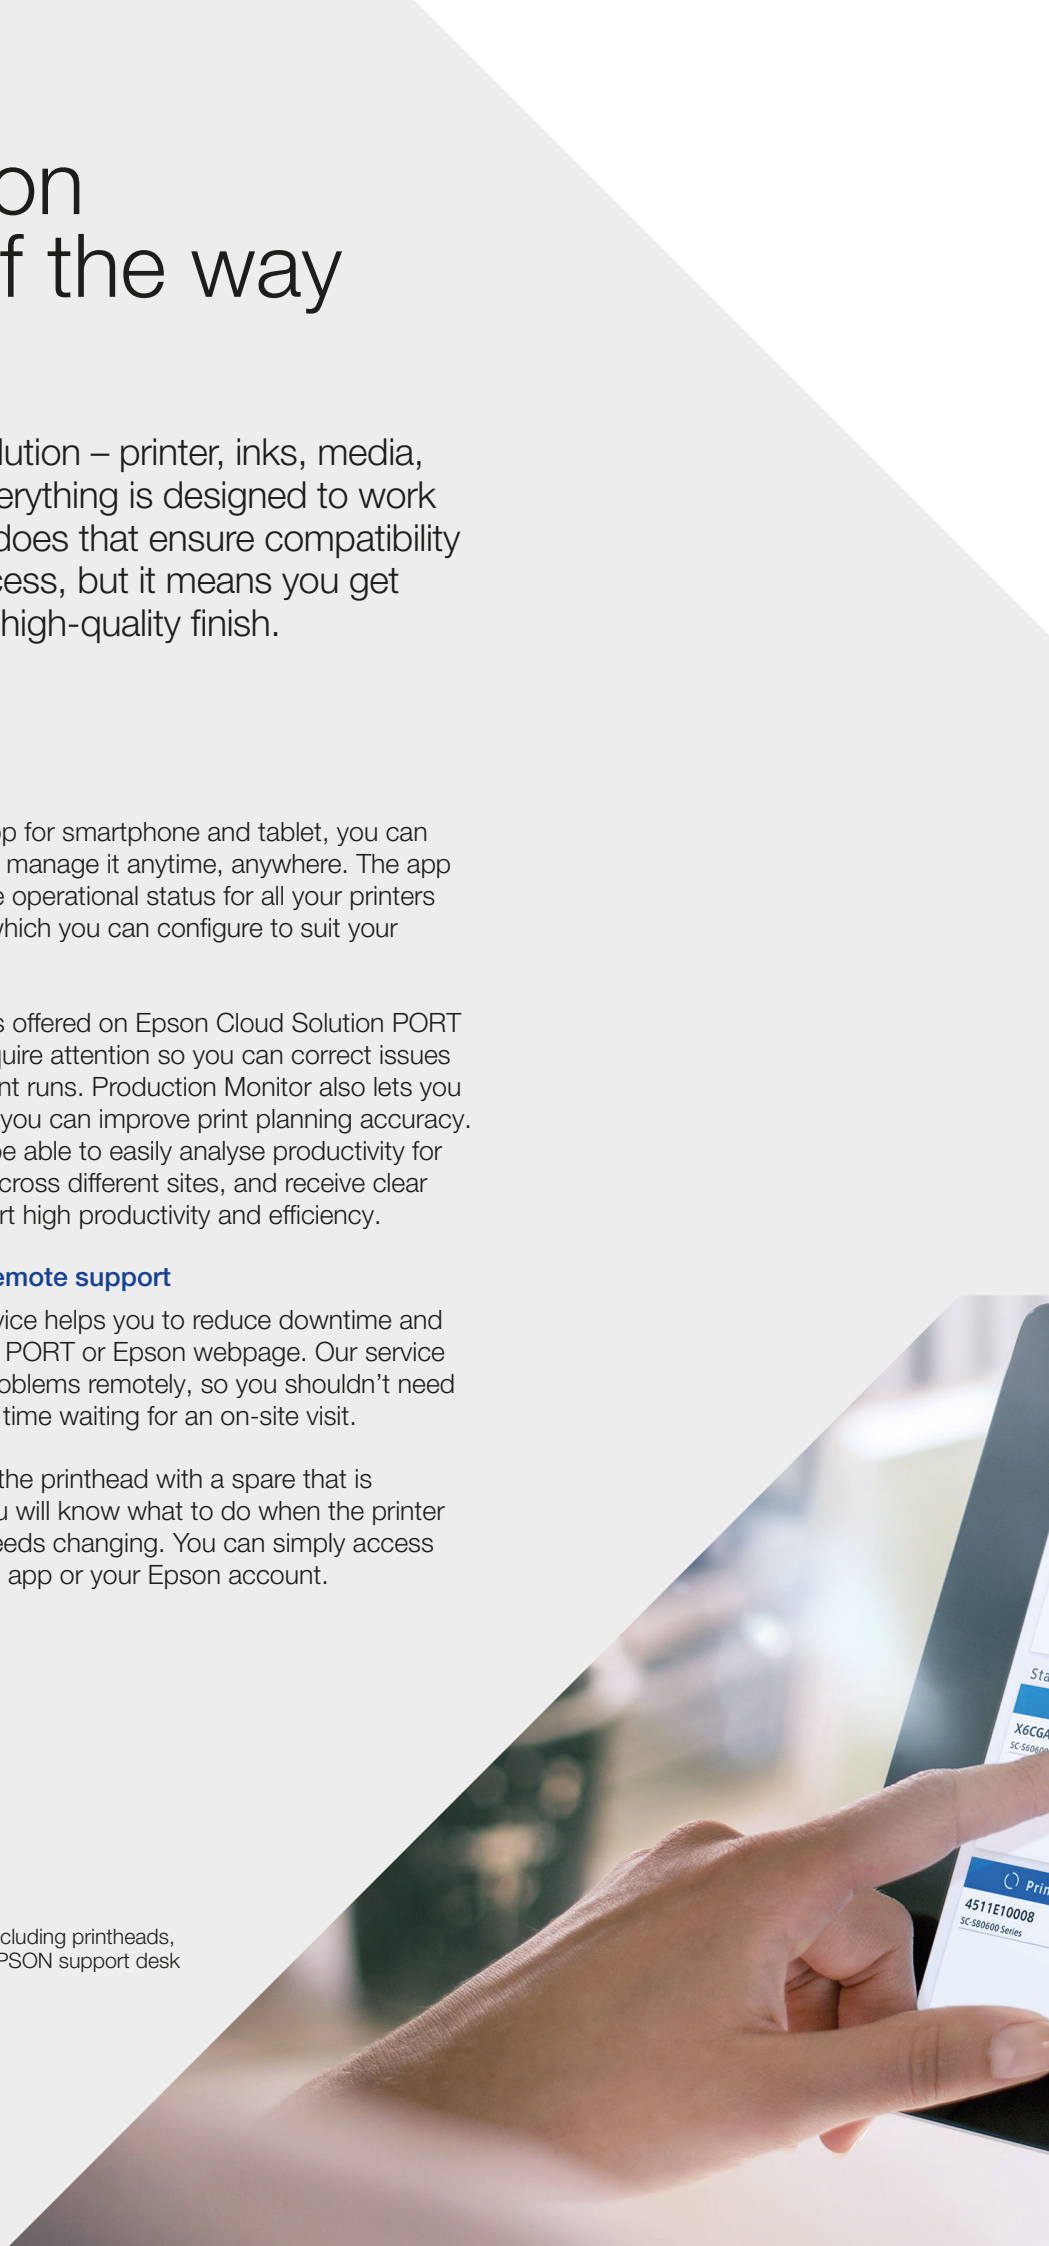 on
f the way
lution – printer, inks, media,
erything is designed to work
does that ensure compatibility
cess, but it means you get
high-quality finish.
pp for smartphone and tablet, you can
manage it anytime, anywhere. The app
e operational status for all your printers
which you can configure to suit your
s offered on Epson Cloud Solution PORT
quire attention so you can correct issues
nt runs. Production Monitor also lets you
you can improve print planning accuracy.
be able to easily analyse productivity for
cross different sites, and receive clear
rt high productivity and efficiency.
emote support
vice helps you to reduce downtime and
PORT or Epson webpage. Our service
oblems remotely, so you shouldn't need
time waiting for an on-site visit.
the printhead with a spare that is
u will know what to do when the printer
eeds changing. You can simply access
app or your Epson account.
cluding printheads,
PSON support desk
Sta
X6CGA
SC-S60600
Prin
4511E10008
SC-S80600 Series